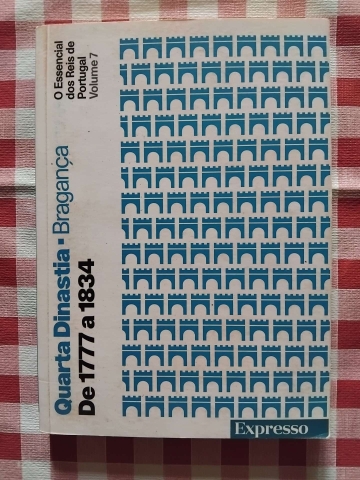 O Essencial
dos Reis de
Portugal
Volume 7
Quarta Dinastia • Bragança
De 1777 a 1834
Expresso